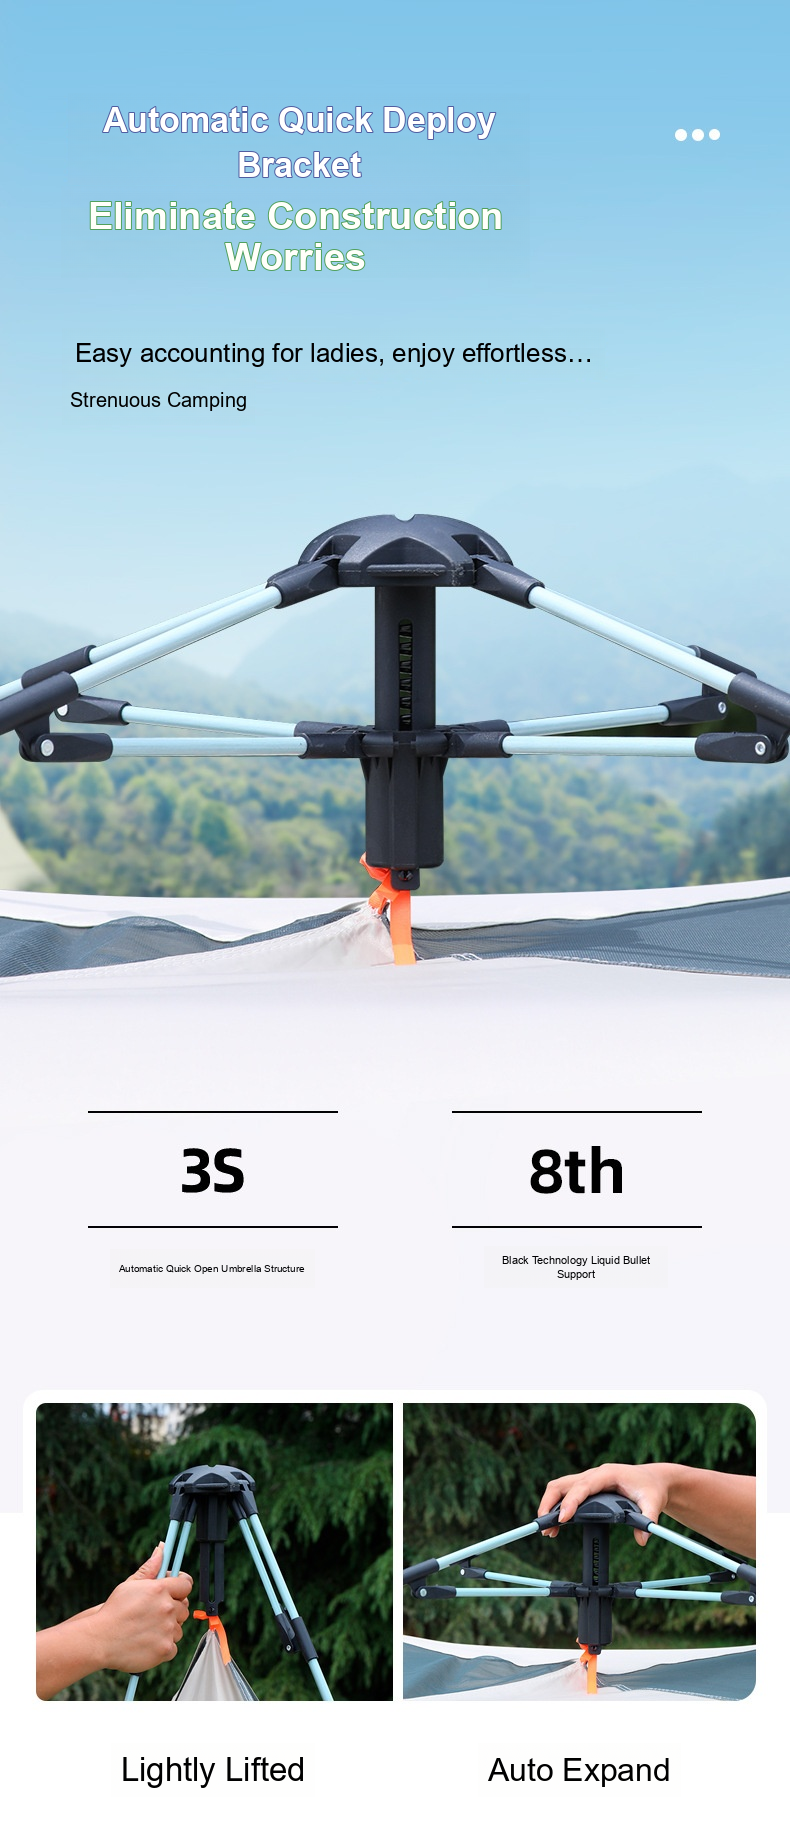 Automatic Quick Deploy
Bracket
Eliminate Construction
Worries
Easy accounting for ladies, enjoy effortless...
Strenuous Camping
3S
8th
Automatic Quick Open Umbrella Structure
Black Technology Liquid Bullet
Support
Lightly Lifted
Auto Expand